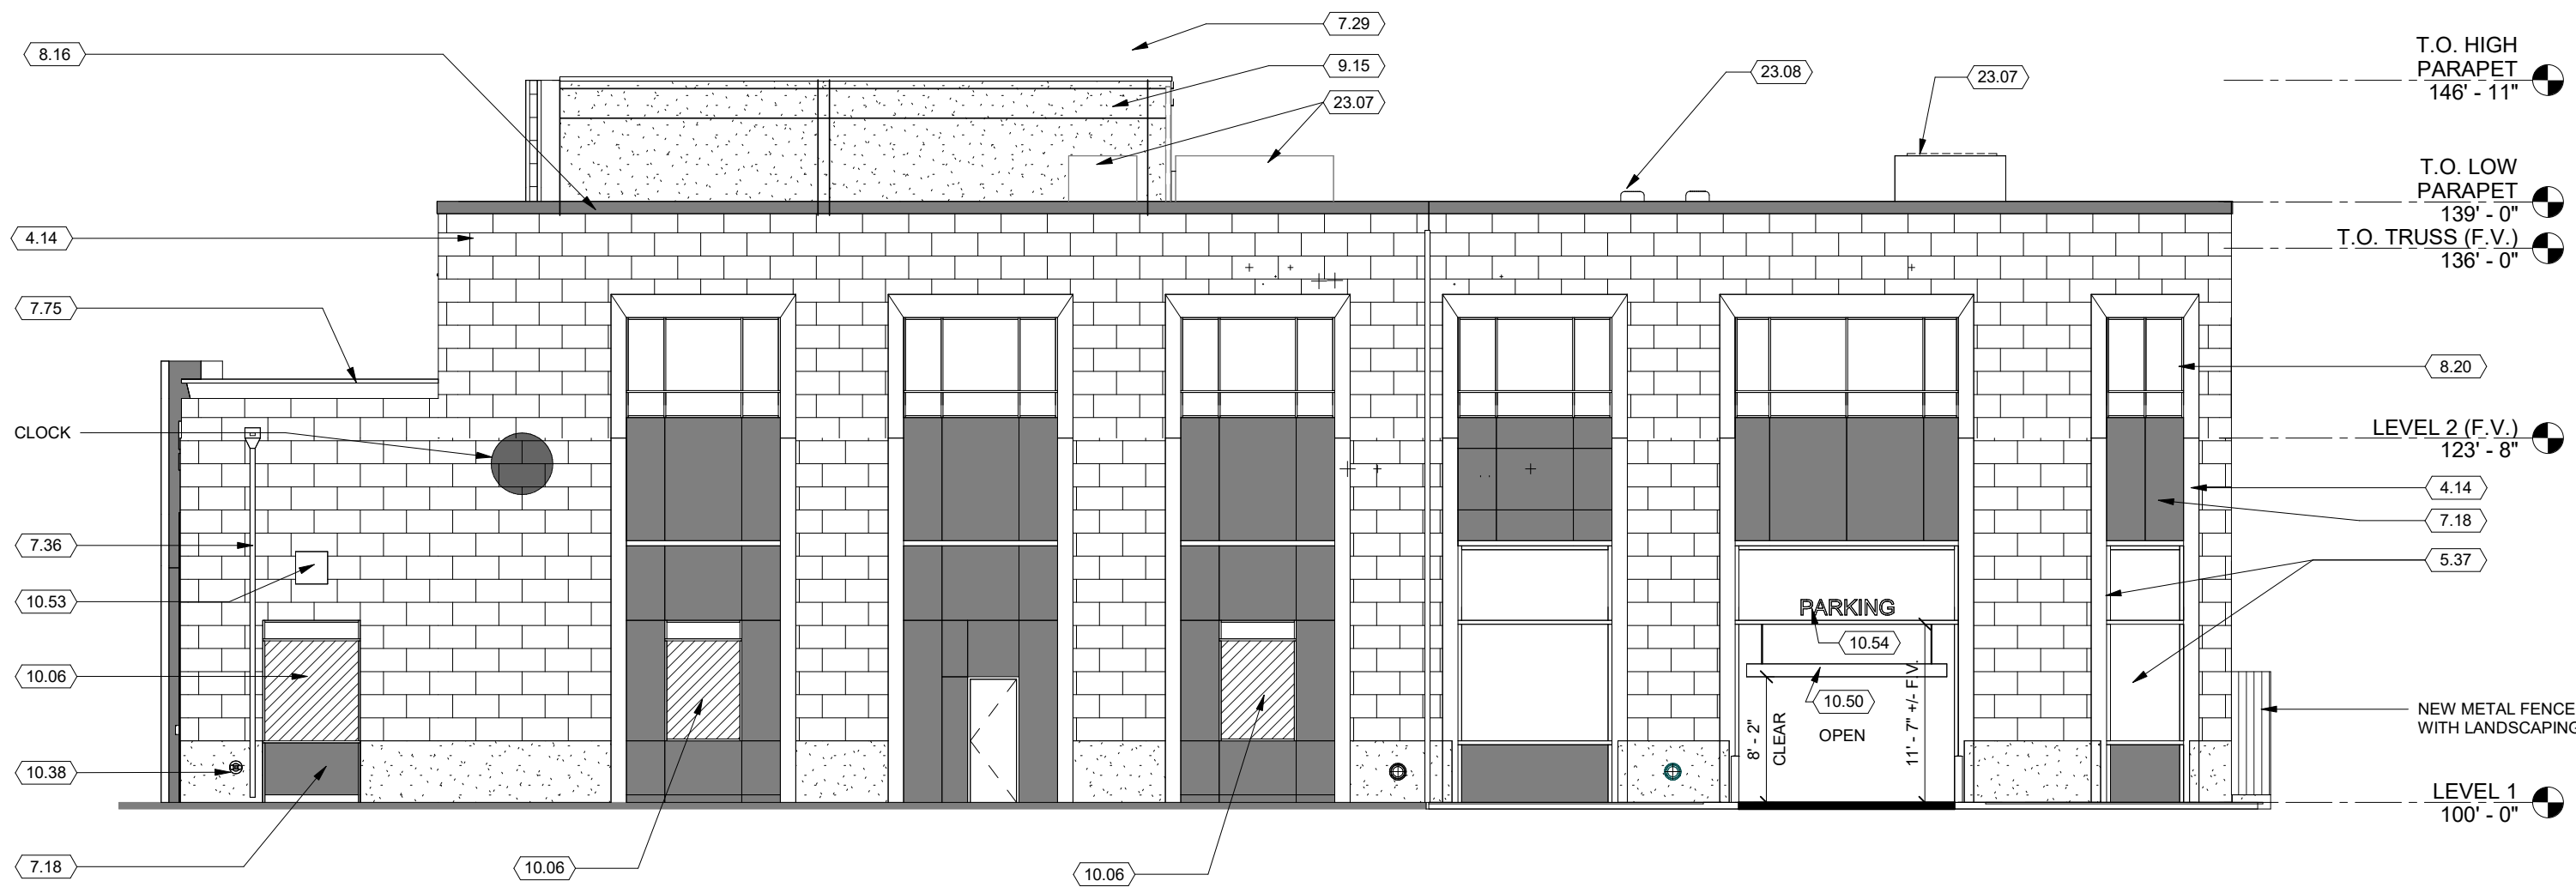 7.29
8.16
9.15
23.08
23.07
23.07
T.O. HIGH
PARAPET
146' - 11"
T.O. LOW
PARAPET
139' - 0"
4.14
T.O. TRUSS (F.V.)
136' - 0"
7.75
8.20
CLOCK
LEVEL 2 (F.V.)
123' - 8"
4.14
7.18
7.36
5.37
10.53
PARKING
10.54
10.06
10.50
OPEN
8' - 2"
CLEAR
11' - 7" +/- F.V.
NEW METAL FENCE
WITH LANDSCAPING
10.38
LEVEL 1
100' - 0"
7.18
10.06
10.06